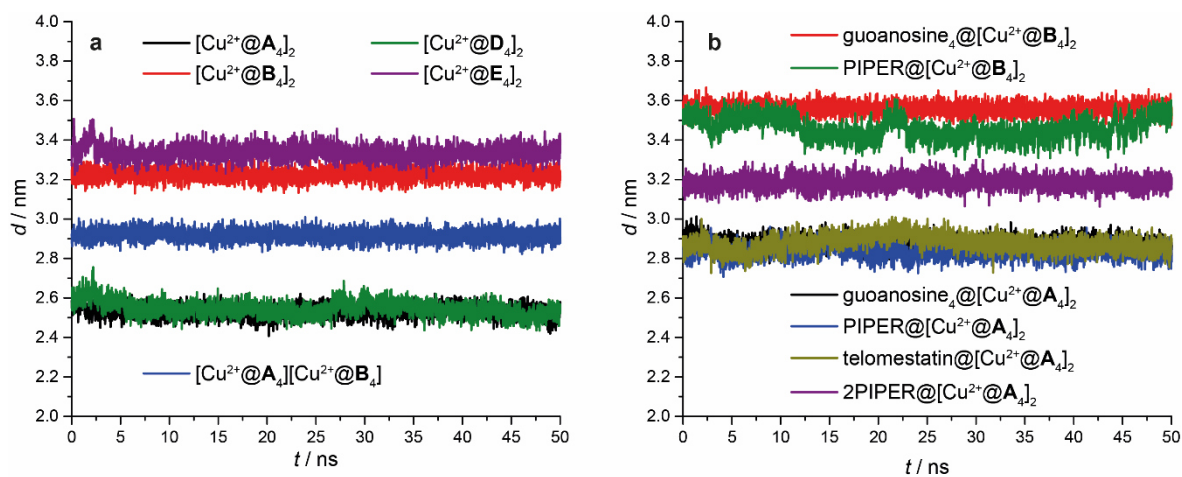 a
[Cu²⁺@A₄]₂
[Cu²⁺@D₄]₂
[Cu²⁺@B₄]₂
[Cu²⁺@E₄]₂
[Cu²⁺@A₄][Cu²⁺@B₄]
4.0
3.8
3.6
3.4
3.2
3.0
2.8
2.6
2.4
2.2
2.0
d / nm
0 5 10 15 20 25 30 35 40 45 50
t / ns
b
guoanosine₄@[Cu²⁺@B₄]₂
PIPER@[Cu²⁺@B₄]₂
guoanosine₄@[Cu²⁺@A₄]₂
PIPER@[Cu²⁺@A₄]₂
telomestatin@[Cu²⁺@A₄]₂
2PIPER@[Cu²⁺@A₄]₂
4.0
3.8
3.6
3.4
3.2
3.0
2.8
2.6
2.4
2.2
2.0
d / nm
0 5 10 15 20 25 30 35 40 45 50
t / ns